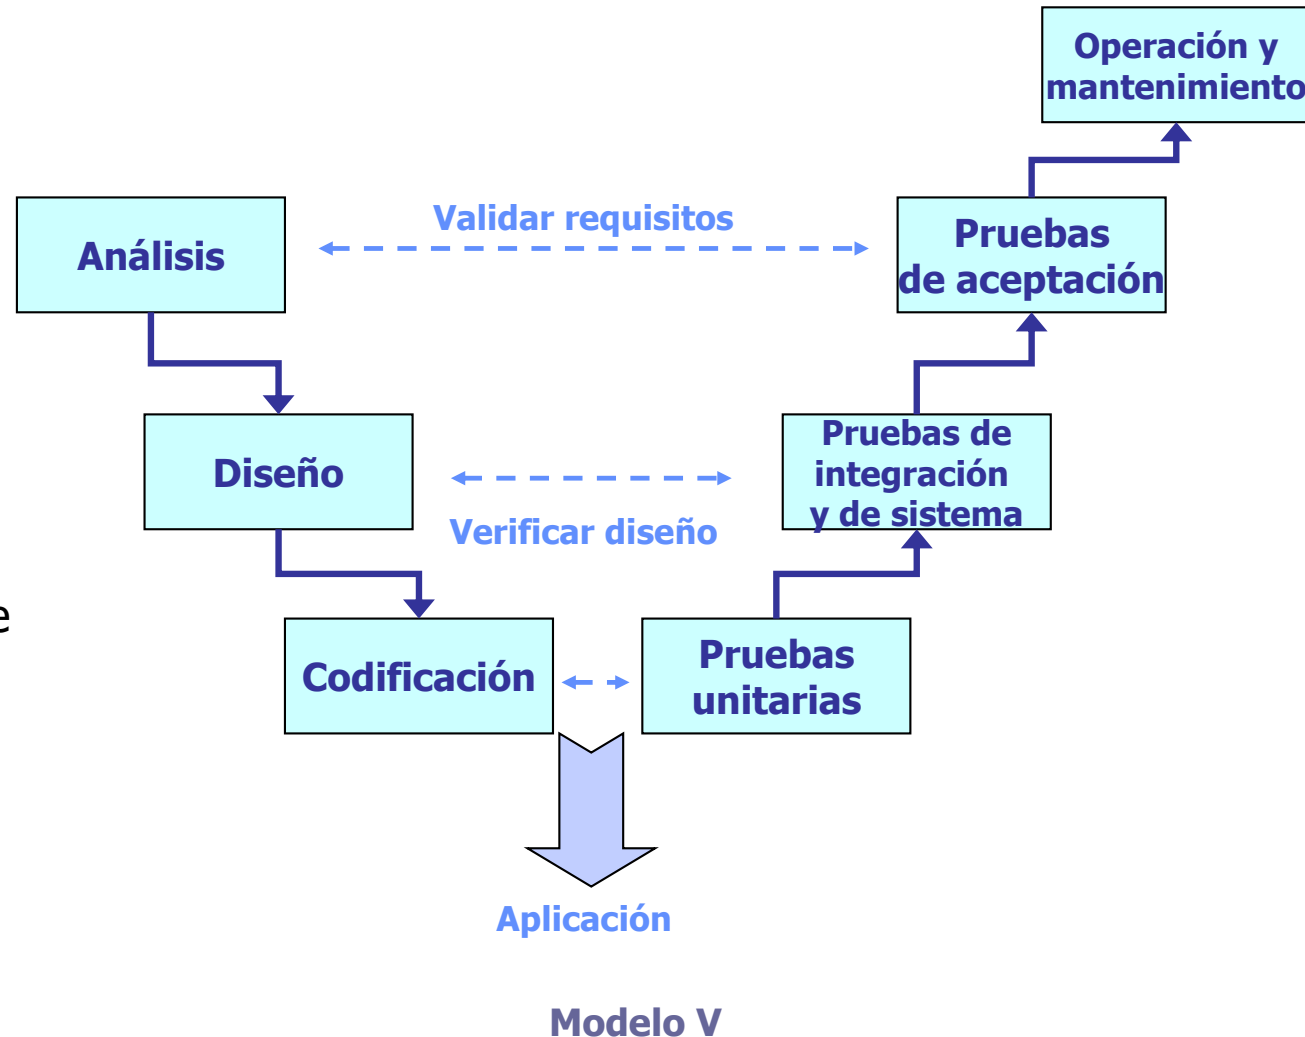 Operación y
mantenimiento
Validar requisitos
Análisis
Pruebas
de aceptación
Diseño
Pruebas de
integración
y de sistema
Verificar diseño
e
Codificación
Pruebas
unitarias
Aplicación
Modelo V